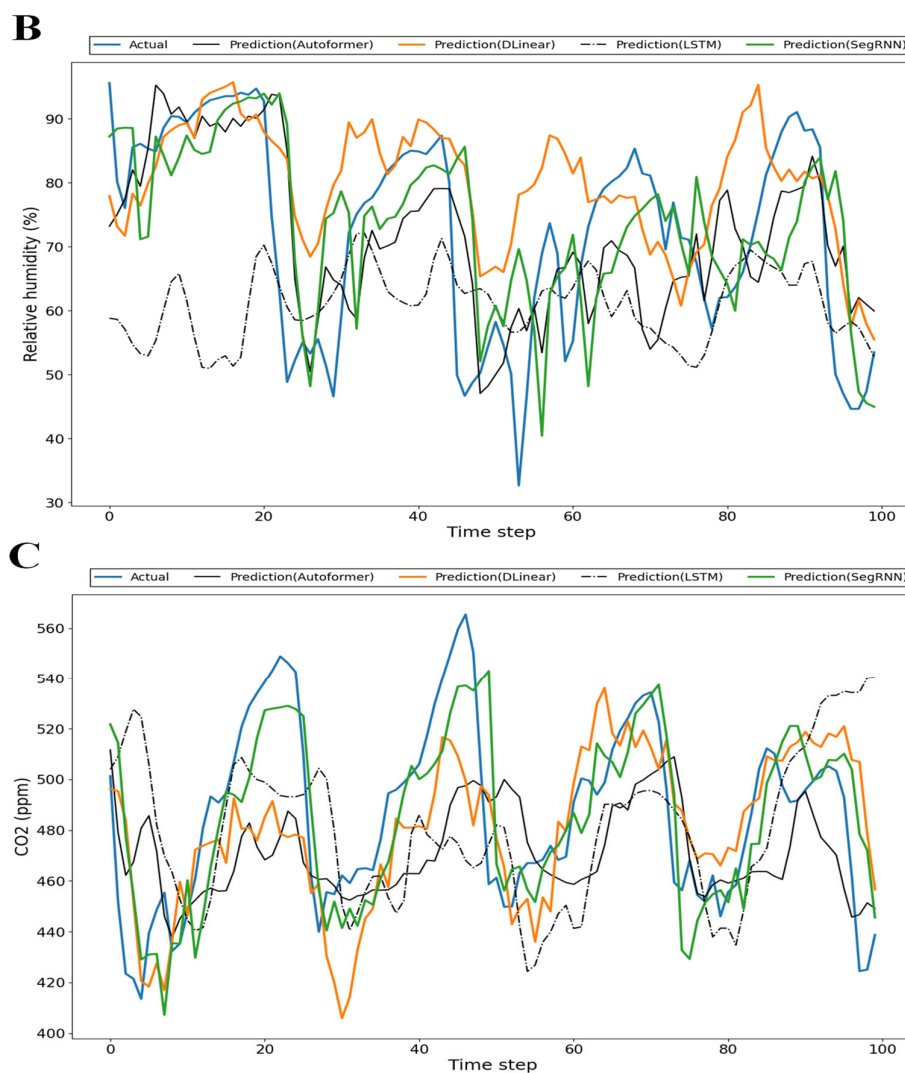 B
Actual Prediction(Autoformer) Prediction(DLinear) Prediction(LSTM) Prediction(SegRNN)
90
80
70
60
50
40
30
Relative humidity (%)
0 20 40 60 80 100
Time step
C
Actual Prediction(Autoformer) Prediction(DLinear) Prediction(LSTM) Prediction(SegRNN)
560
540
520
500
480
460
440
420
400
CO2 (ppm)
0 20 40 60 80 100
Time step